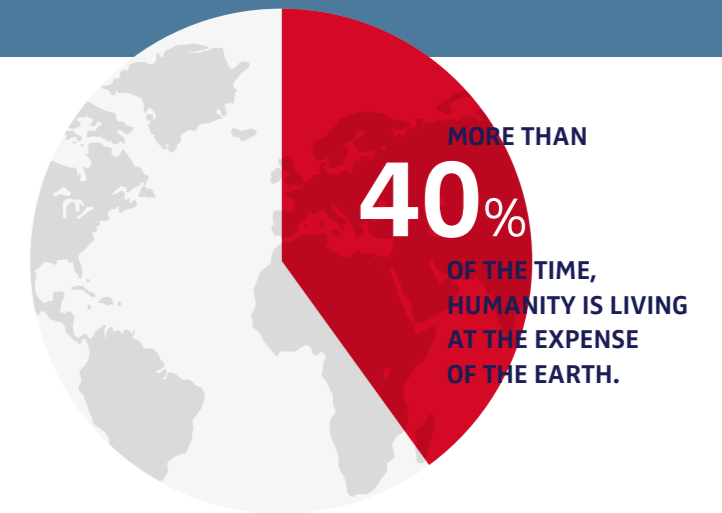 MORE THAN
40%
OF THE TIME,
HUMANITY IS LIVING
AT THE EXPENSE
OF THE EARTH.